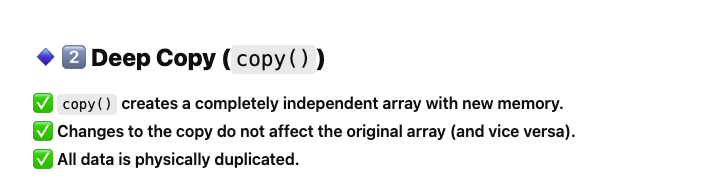 🔹 2️⃣ Deep Copy (copy())
✅ copy() creates a completely independent array with new memory.
✅ Changes to the copy do not affect the original array (and vice versa).
✅ All data is physically duplicated.